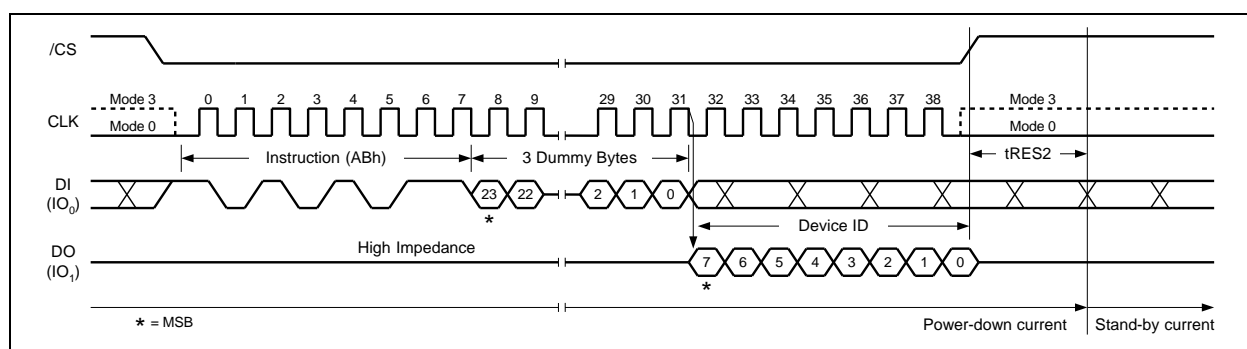 /CS
Mode 3 0 1 2 3 4 5 6 7 8 9 29 30 31 32 33 34 35 36 37 38 Mode 3
CLK Mode 0 Mode 0
Instruction (ABh) 3 Dummy Bytes tRES2
DI
(IO0) 23 22 2 1 0
* Device ID
High Impedance
DO
(IO1) 7 6 5 4 3 2 1 0
*
* = MSB Power-down current Stand-by current